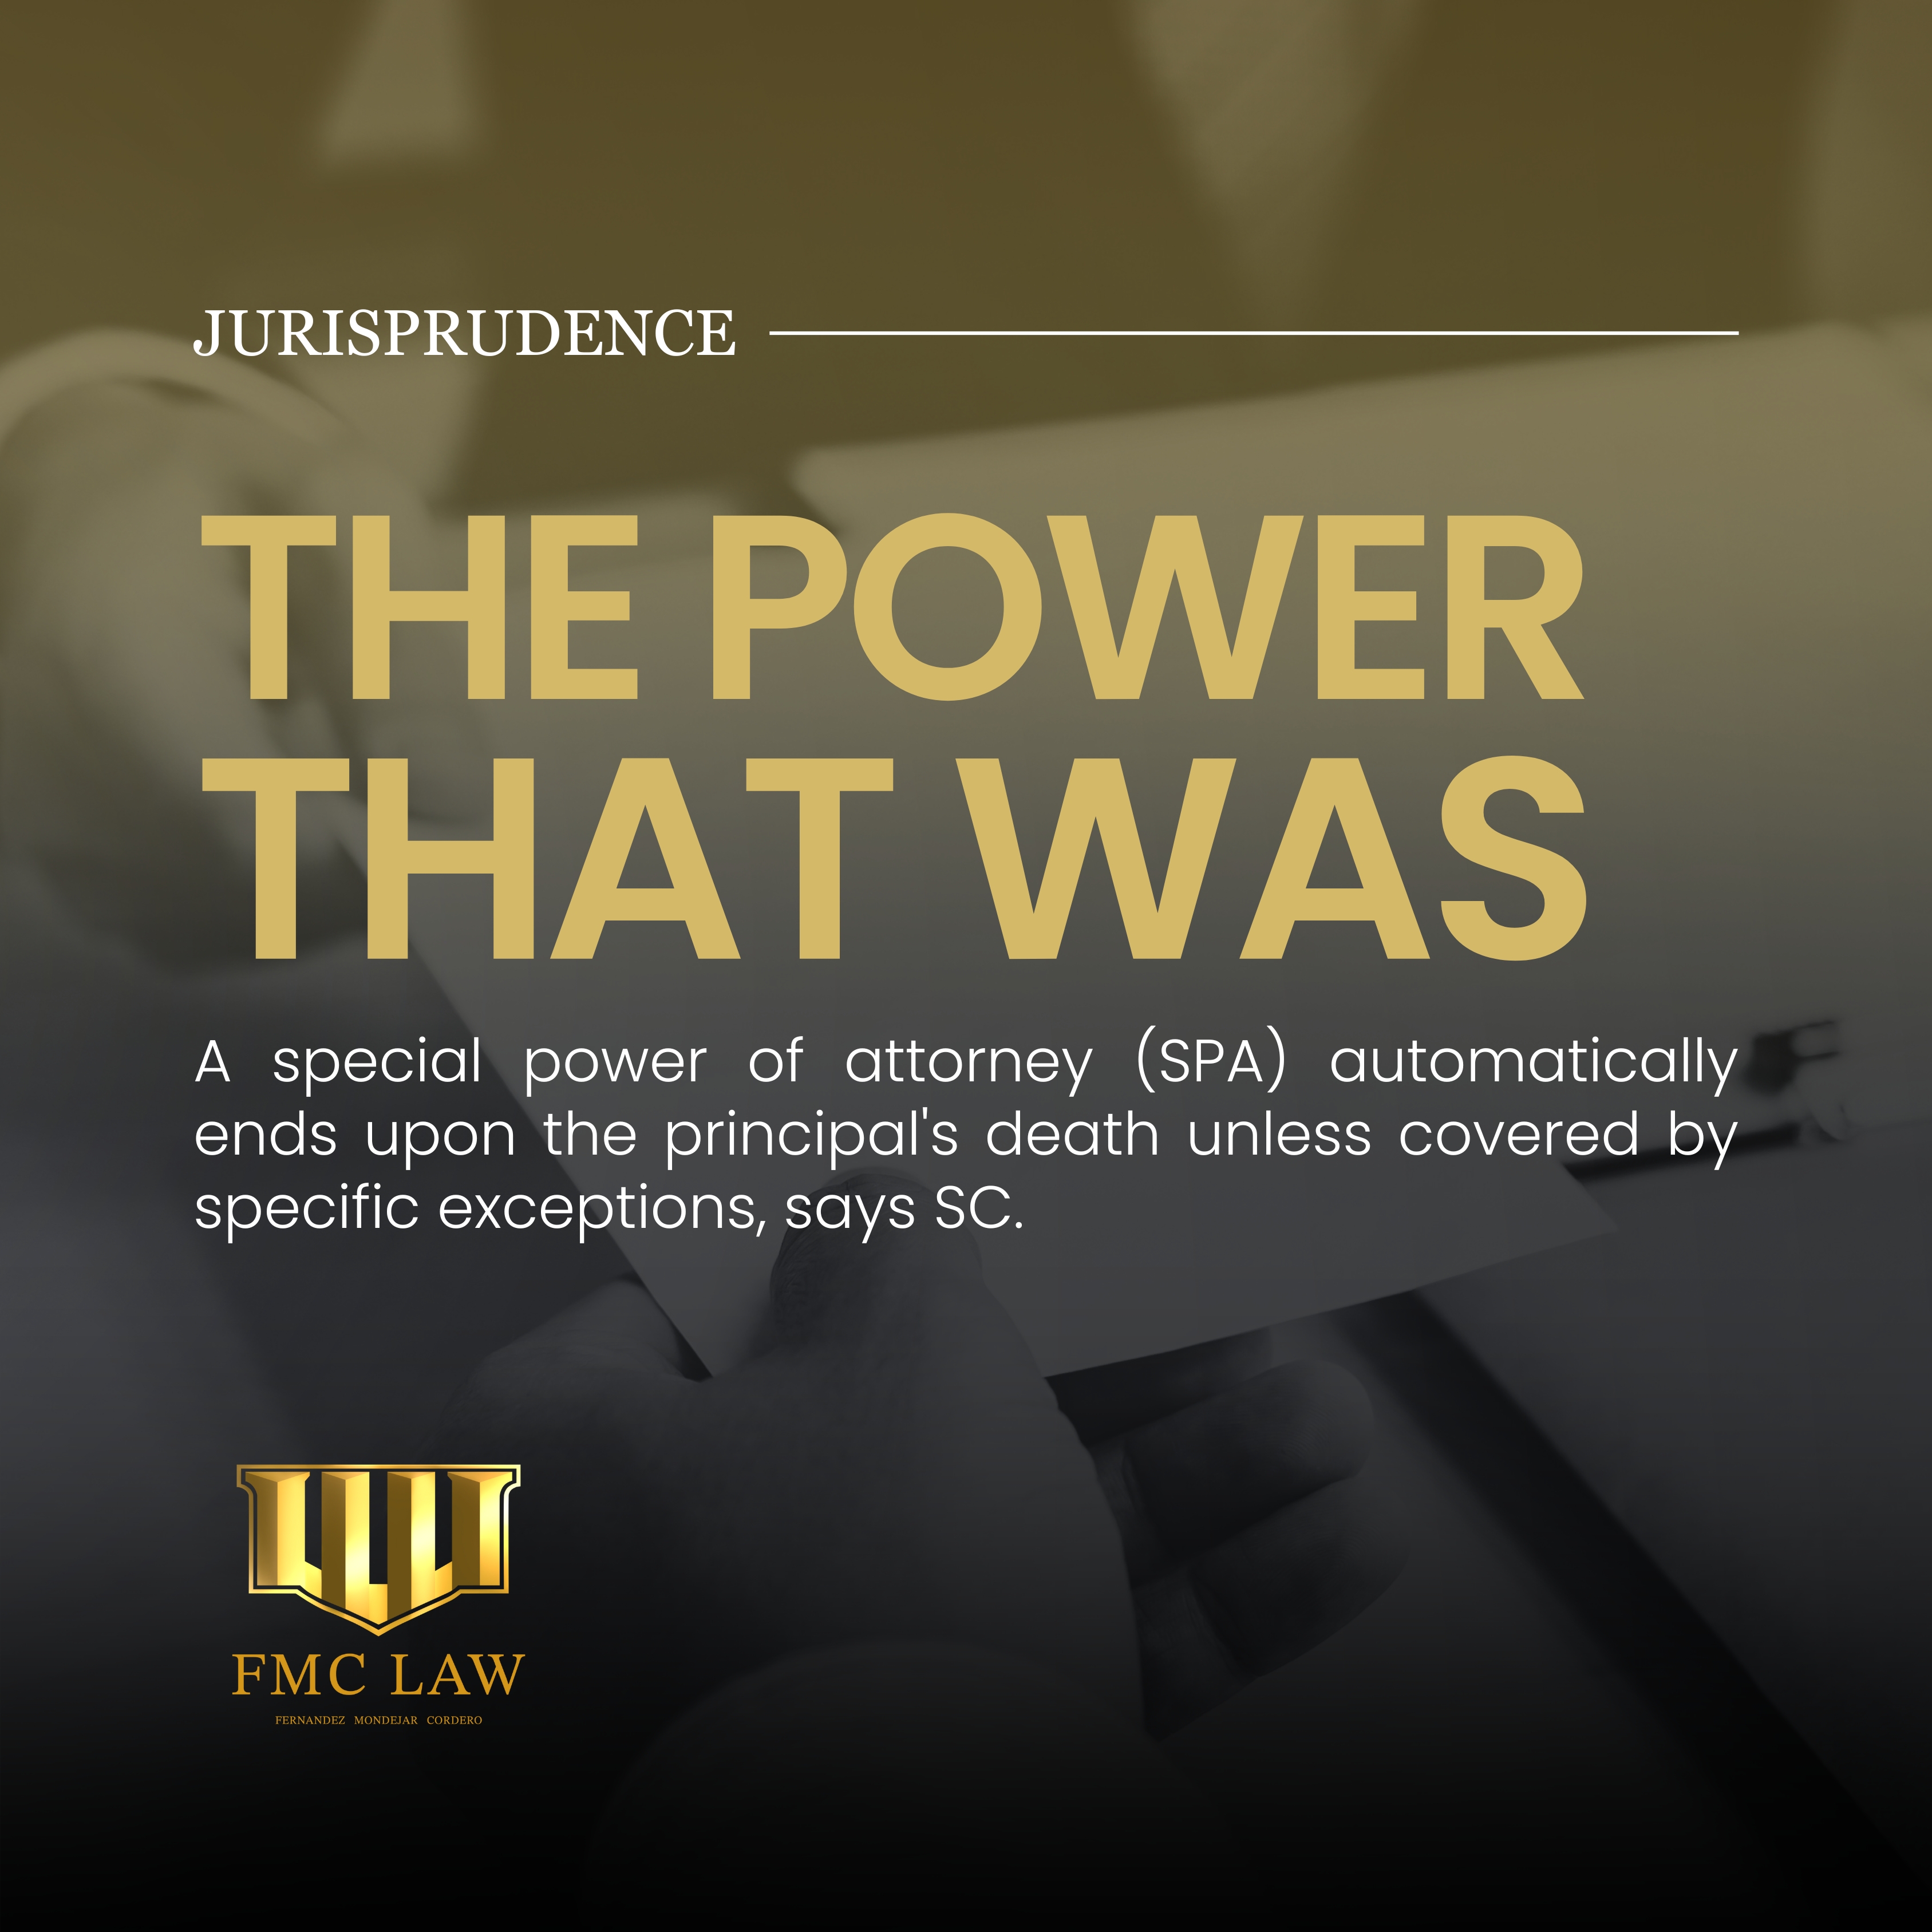 JURISPRUDENCE
THE POWER
THAT WAS
A special power of attorney (SPA) automatically
ends upon the principal's death unless covered by
specific exceptions, says SC.
FMC LAW
FERNANDEZ MONDEJAR CORDERO